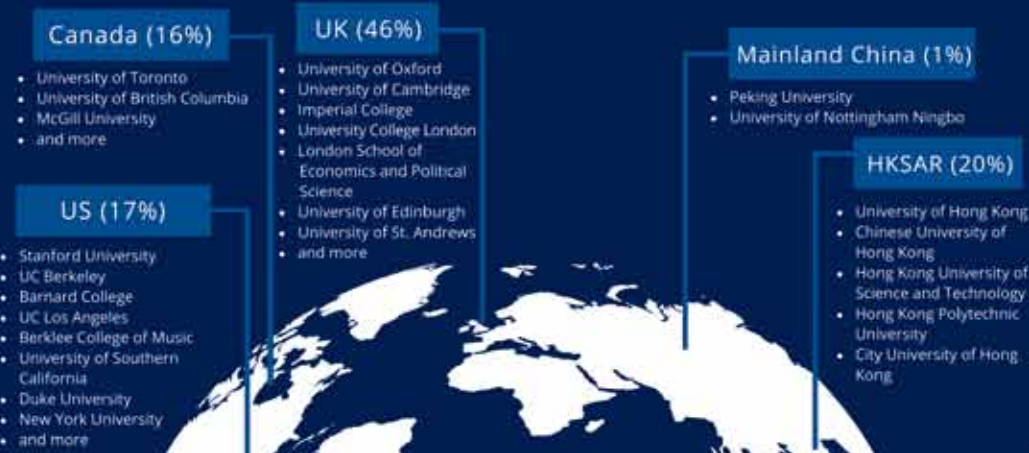 Canada (16%)
• University of Toronto
• University of British Columbia
• McGill University
• and more
UK (46%)
• University of Oxford
• University of Cambridge
• Imperial College
• University College London
• London School of
Economics and Political
Science
• University of Edinburgh
• University of St. Andrews
• and more
Mainland China (1%)
• Peking University
• University of Nottingham Ningbo
HKSAR (20%)
• University of Hong Kong
• Chinese University of
Hong Kong
• Hong Kong University of
Science and Technology
• Hong Kong Polytechnic
University
• City University of Hong
Kong
US (17%)
• Stanford University
• UC Berkeley
• Barnard College
• UC Los Angeles
• Berklee College of Music
• University of Southern
California
• Duke University
• New York University
• and more